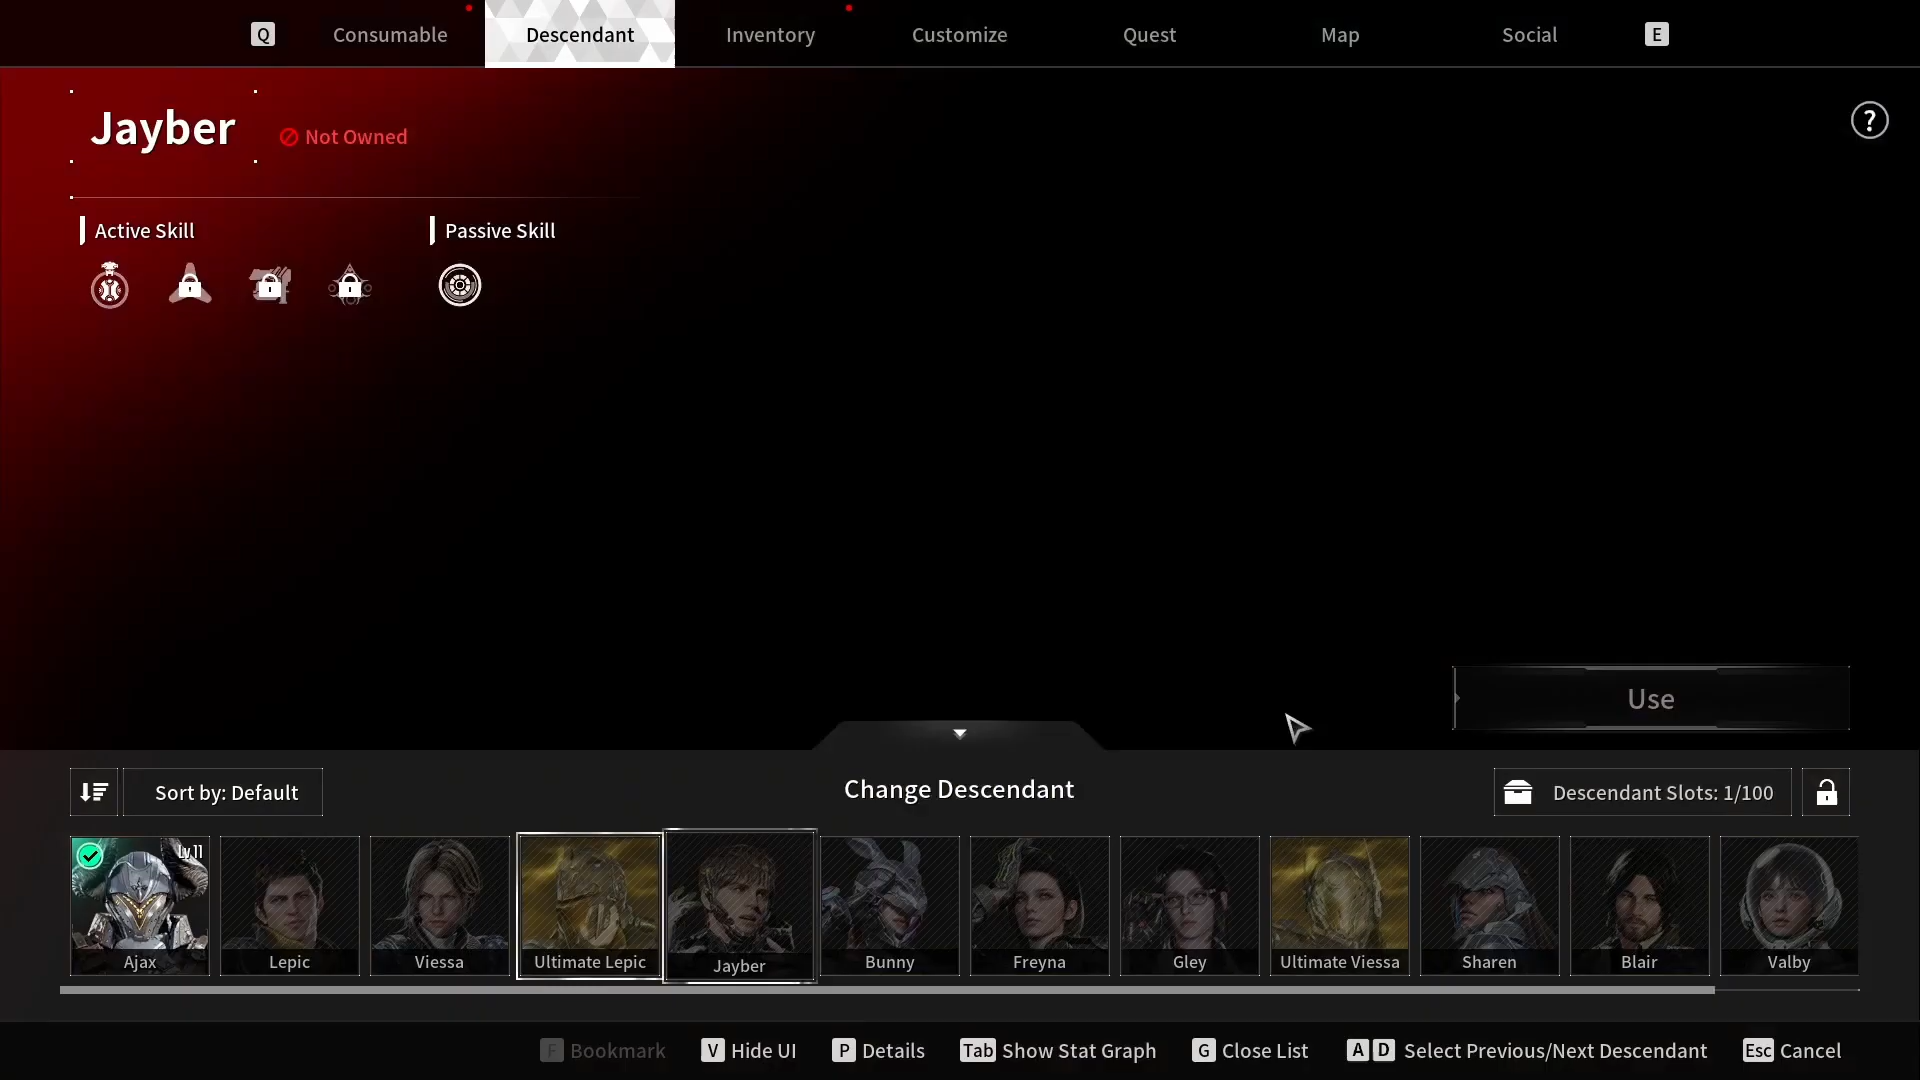 Q Consumable Descendant Inventory Customize Quest Map Social E
Jayber Not Owned
?
Active Skill Passive Skill
Use
Sort by: Default Change Descendant Descendant Slots: 1/100
Lv.11
Ajax Lepic Viessa Ultimate Lepic Jayber Bunny Freyna Gley Ultimate Viessa Sharen Blair Valby
F Bookmark V Hide UI P Details Tab Show Stat Graph G Close List A D Select Previous/Next Descendant Esc Cancel